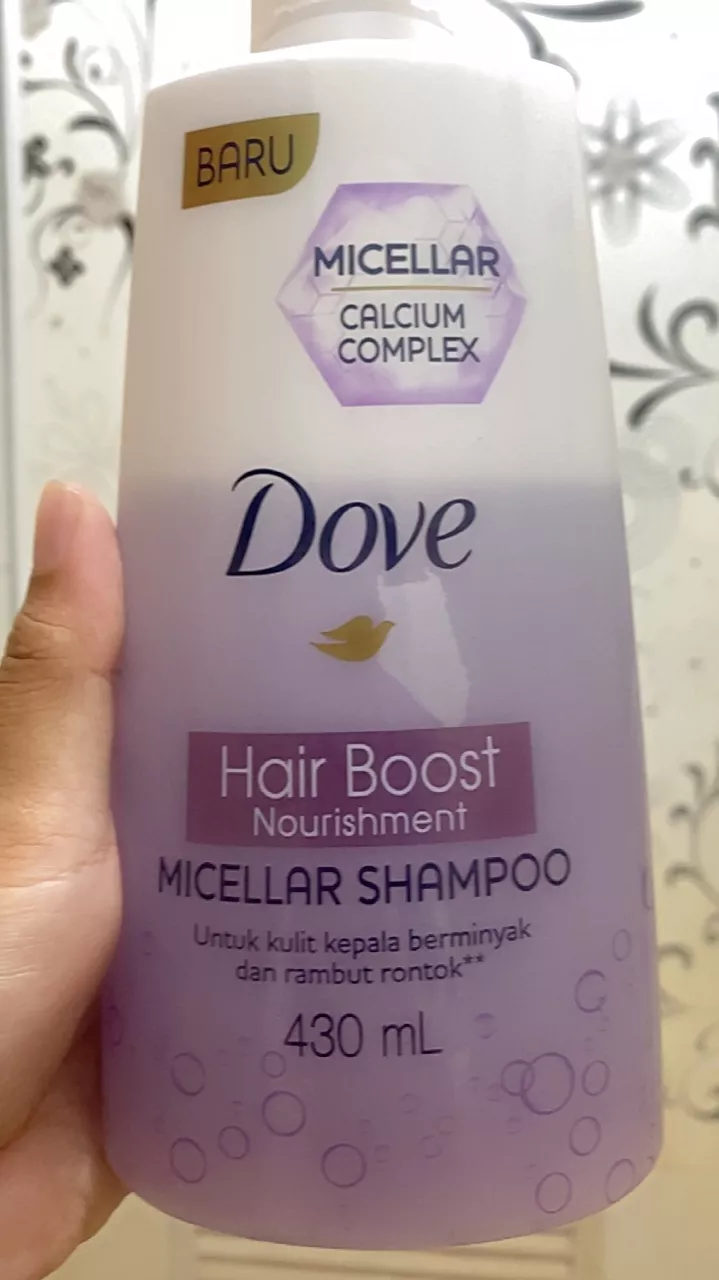 BARU
MICELLAR
CALCIUM
COMPLEX
Dove
Hair Boost
Nourishment
MICELLAR SHAMPOO
Untuk kulit kepala berminyak
dan rambut rontok**
430 mL